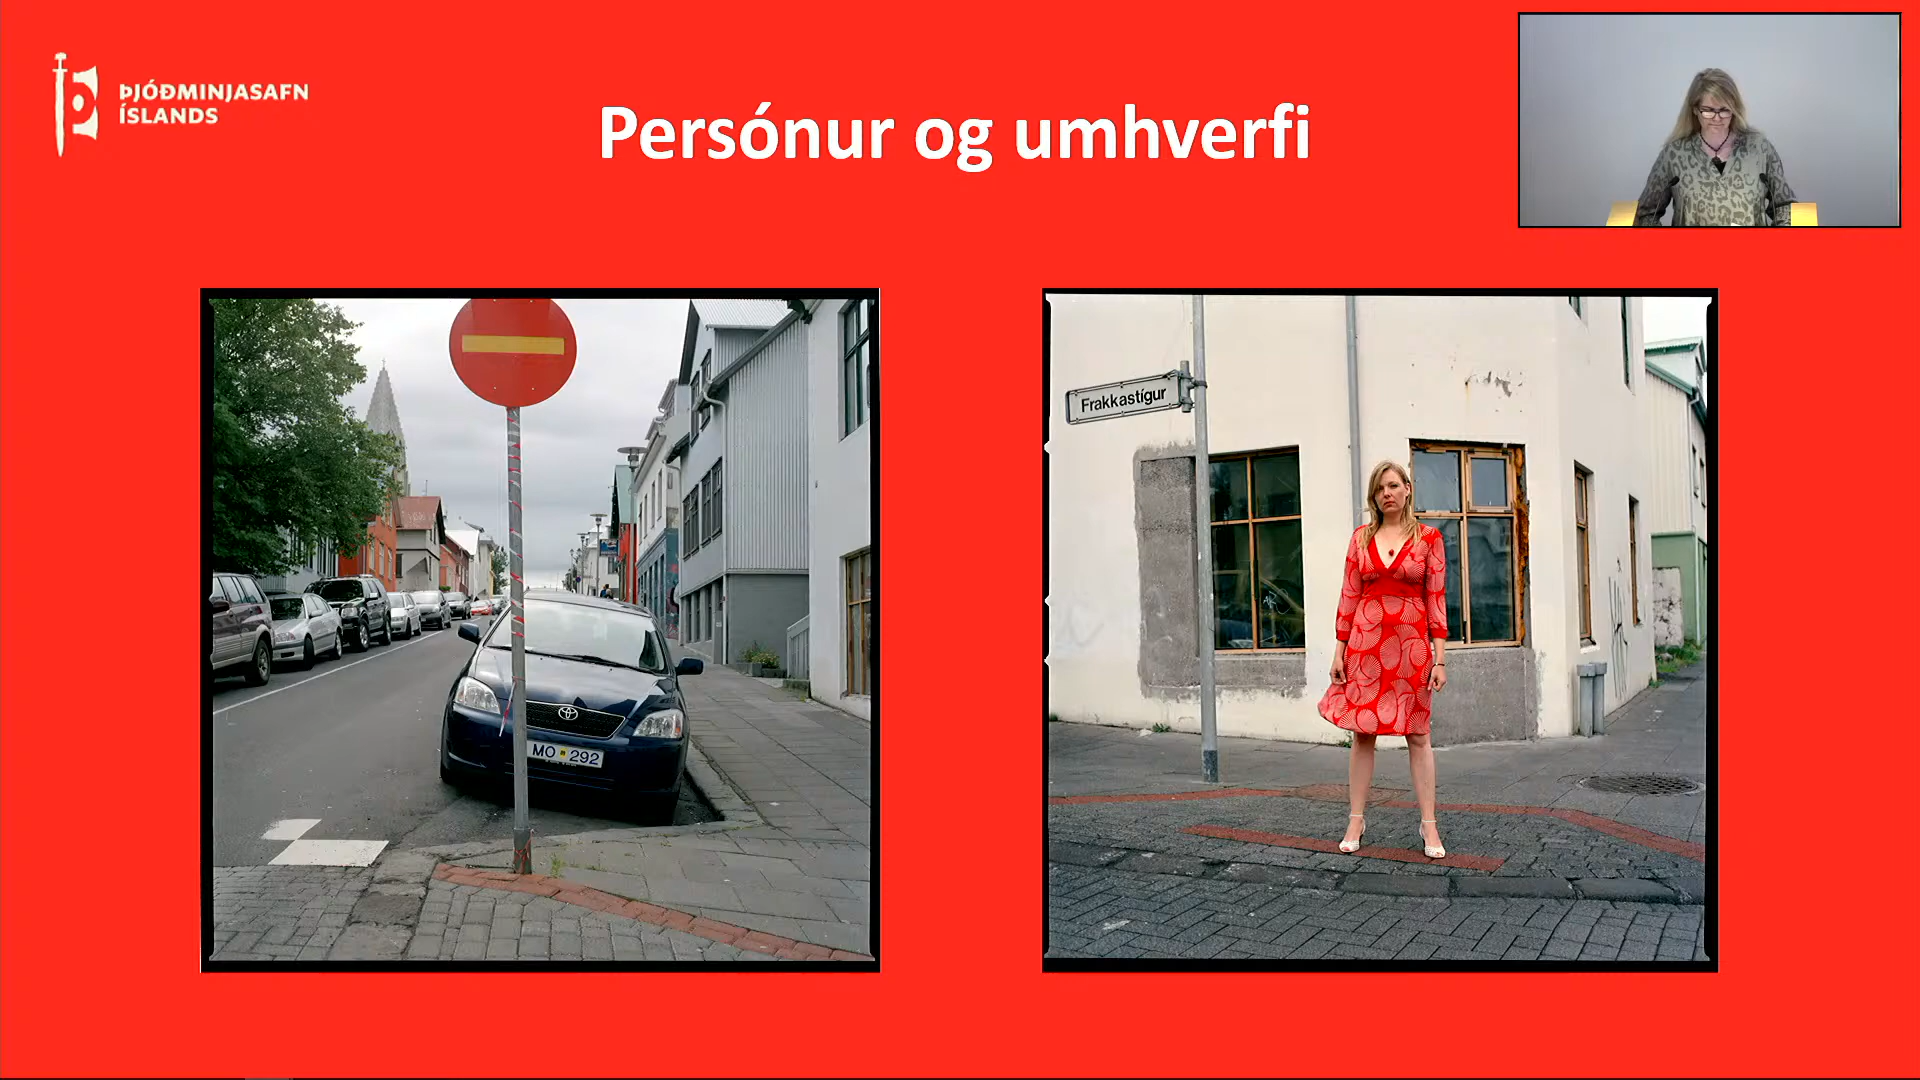 ÞJÓÐMINJASAFN
ÍSLANDS
Persónur og umhverfi
MO 292
Frakkastígur